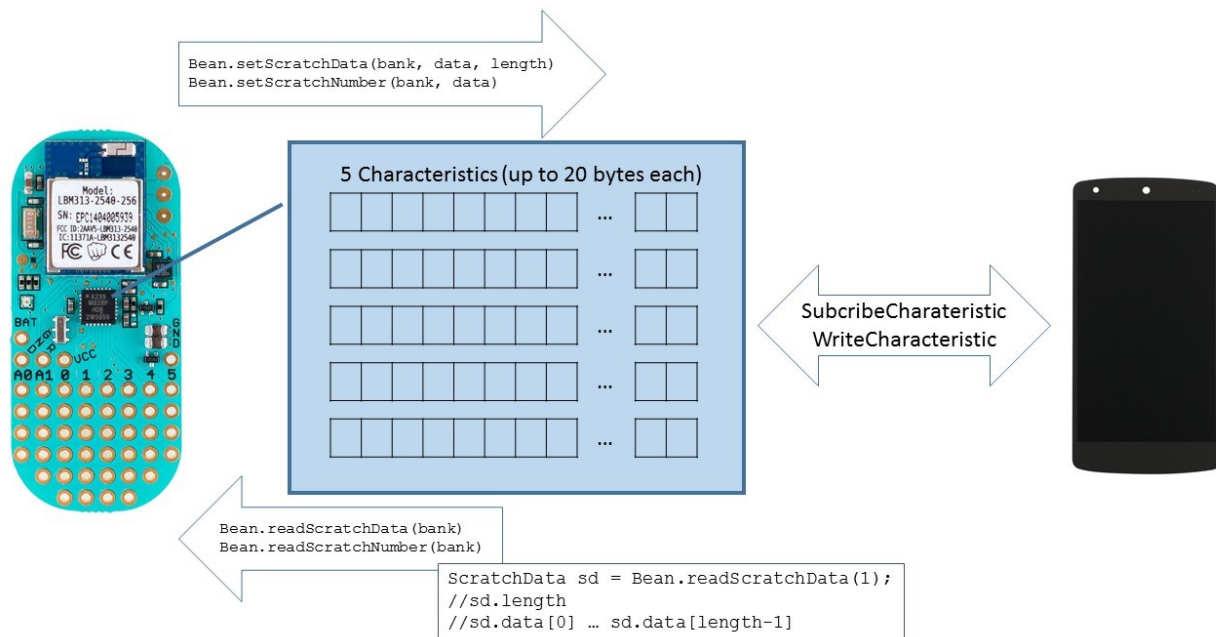 Bean.setScratchData(bank, data, length)
Bean.setScratchNumber(bank, data)
5 Characteristics (up to 20 bytes each)
...
...
...
...
...
Model:
LBM313-2540-256
SN: EPC1404005939
FCC ID:2AAV5-LBM313-2540
IC:11371A-LBM3132540
FC CE
BAT
GND
VCC
A0 A1 0 1 2 3 4 5
SubcribeCharateristic
WriteCharacteristic
Bean.readScratchData(bank)
Bean.readScratchNumber(bank)
ScratchData sd = Bean.readScratchData(1);
//sd.length
//sd.data[0] … sd.data[length-1]